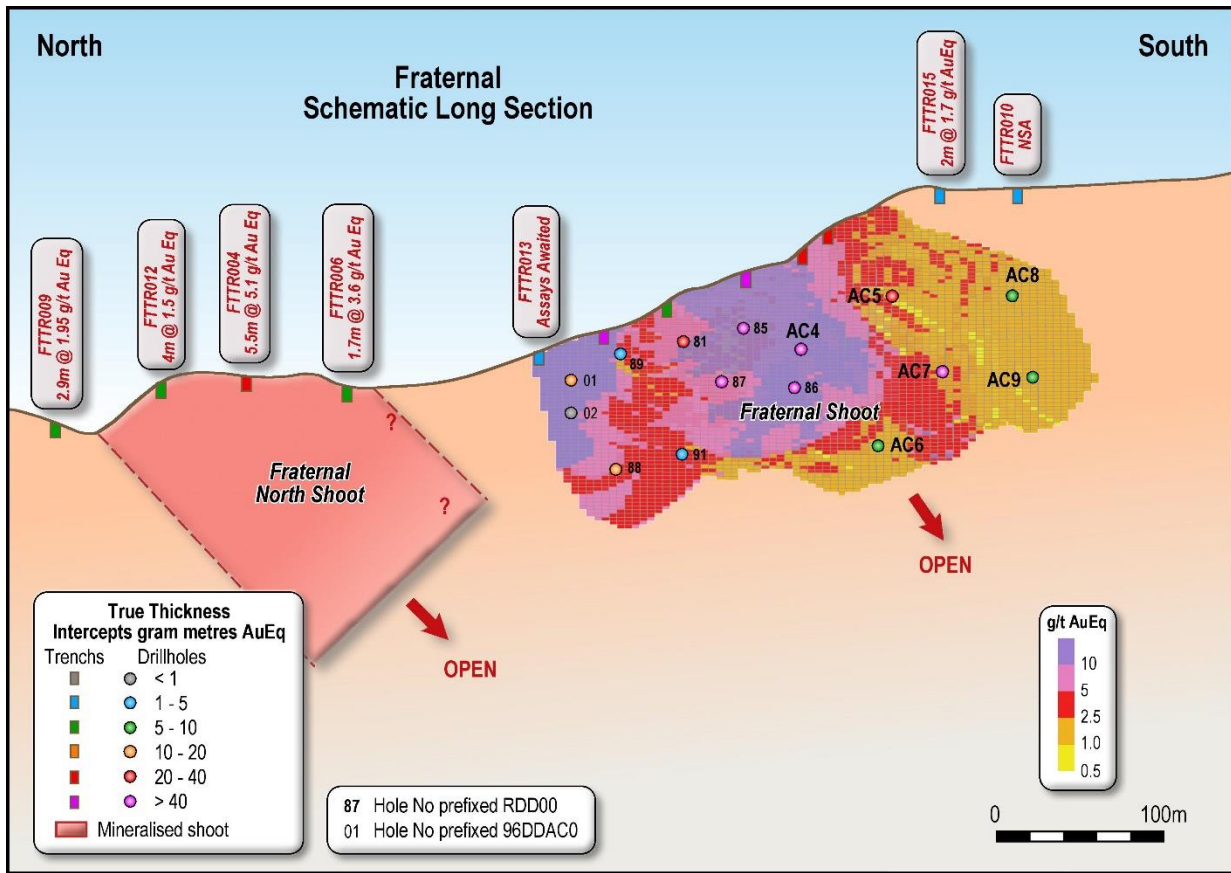 North
South
Fraternal
Schematic Long Section
FTTR009
2.9m @ 1.95 g/t Au Eq
FTTR012
4m @ 1.5 g/t Au Eq
FTTR004
5.5m @ 5.1 g/t Au Eq
FTTR006
1.7m @ 3.6 g/t Au Eq
FTTR013
Assays Awaited
FTTR015
2m @ 1.7 g/t AuEq
FTTR010
NSA
AC5
AC8
85
AC4
81
89
01
87
86
AC7
AC9
02
Fraternal Shoot
AC6
91
88
?
Fraternal
North Shoot
?
OPEN
OPEN
True Thickness
Intercepts gram metres AuEq
Trenchs Drillholes
< 1
1 - 5
5 - 10
10 - 20
20 - 40
> 40
Mineralised shoot
87 Hole No prefixed RDD00
01 Hole No prefixed 96DDAC0
g/t AuEq
10
5
2.5
1.0
0.5
0 100m